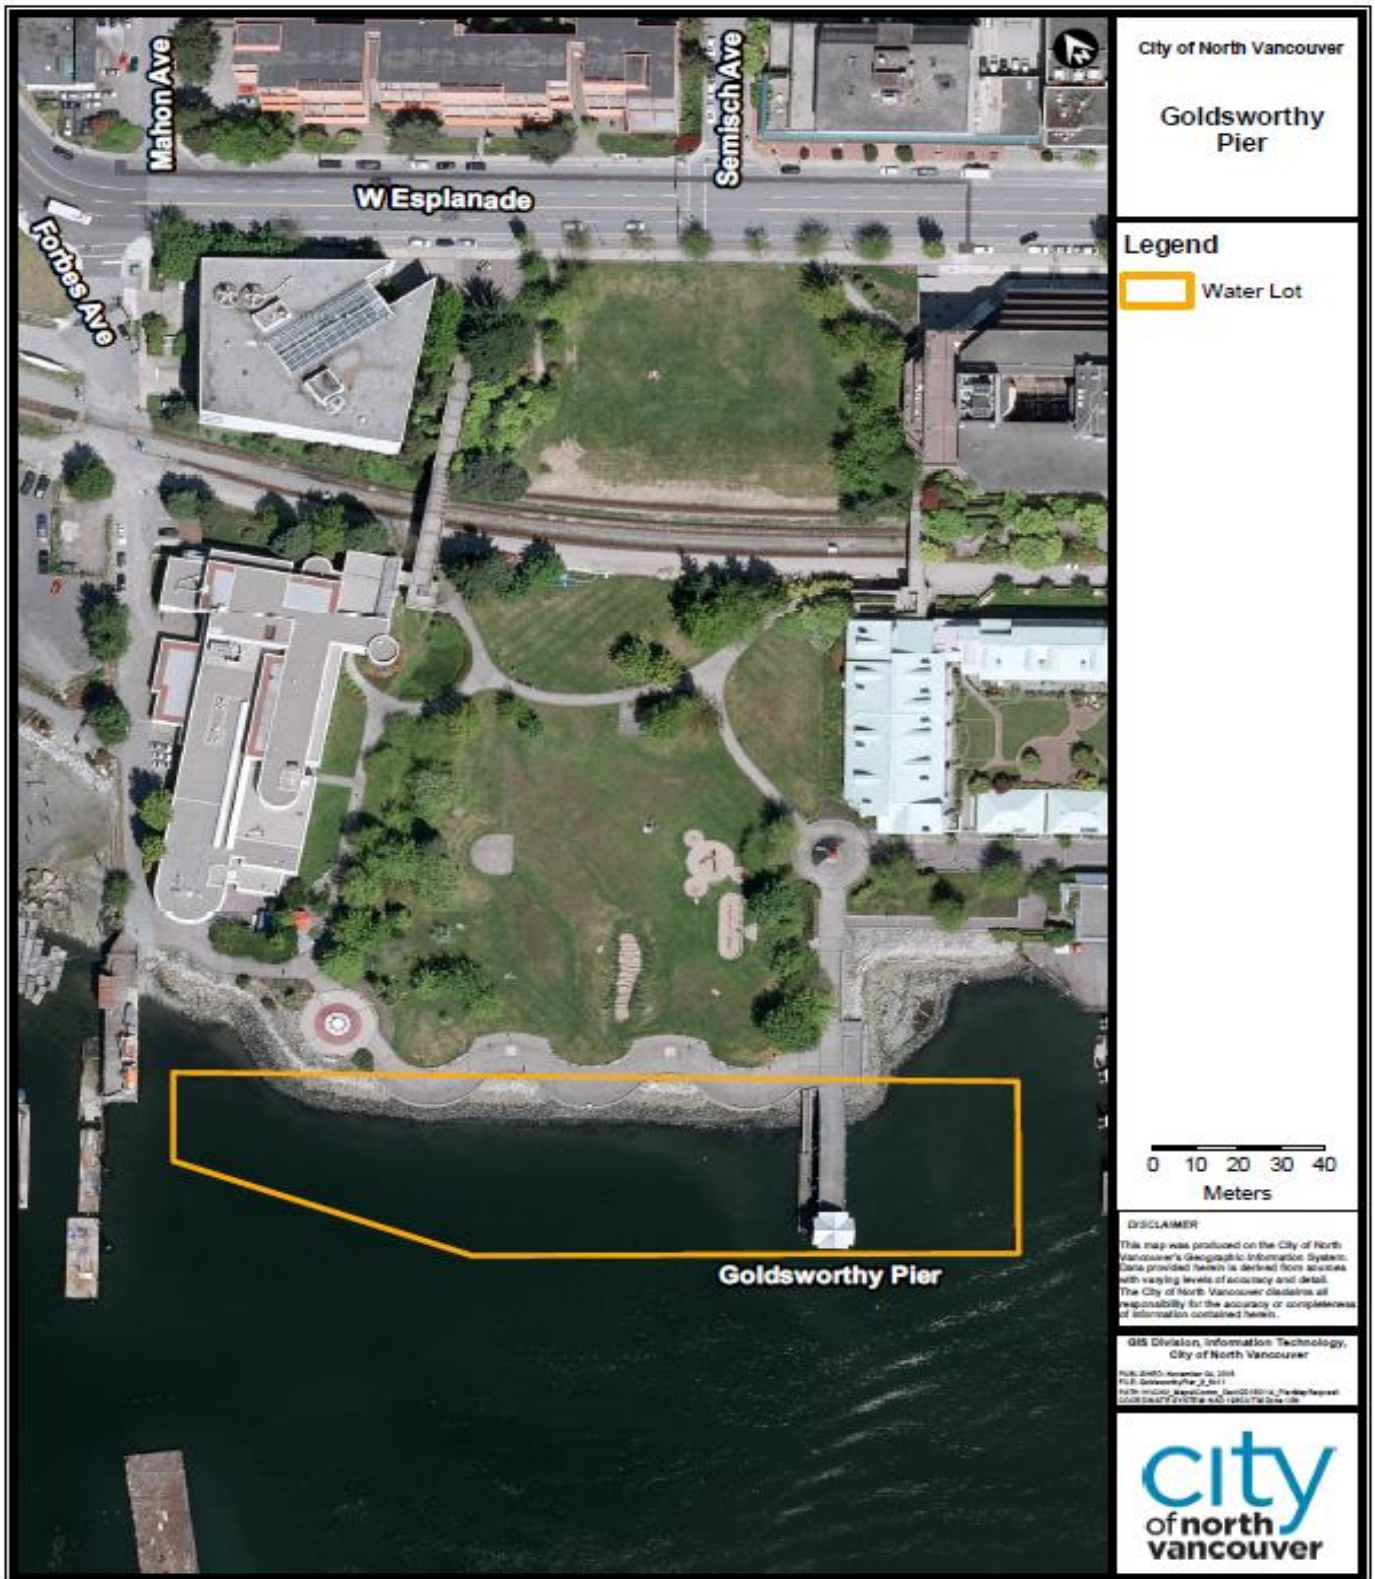 Mahon Ave
Semisch Ave
W Esplanade
Forbes Ave
Goldsworthy Pier
City of North Vancouver
Goldsworthy
Pier
Legend
Water Lot
0 10 20 30 40
Meters
DISCLAIMER
This map was produced on the City of North
Vancouver's Geographic Information System.
Data provided herein is derived from sources
with varying levels of accuracy and detail.
The City of North Vancouver disclaims all
responsibility for the accuracy or completeness
of information contained herein.
GIS Division, Information Technology,
City of North Vancouver
PUBLISHED: November
city
of north
vancouver